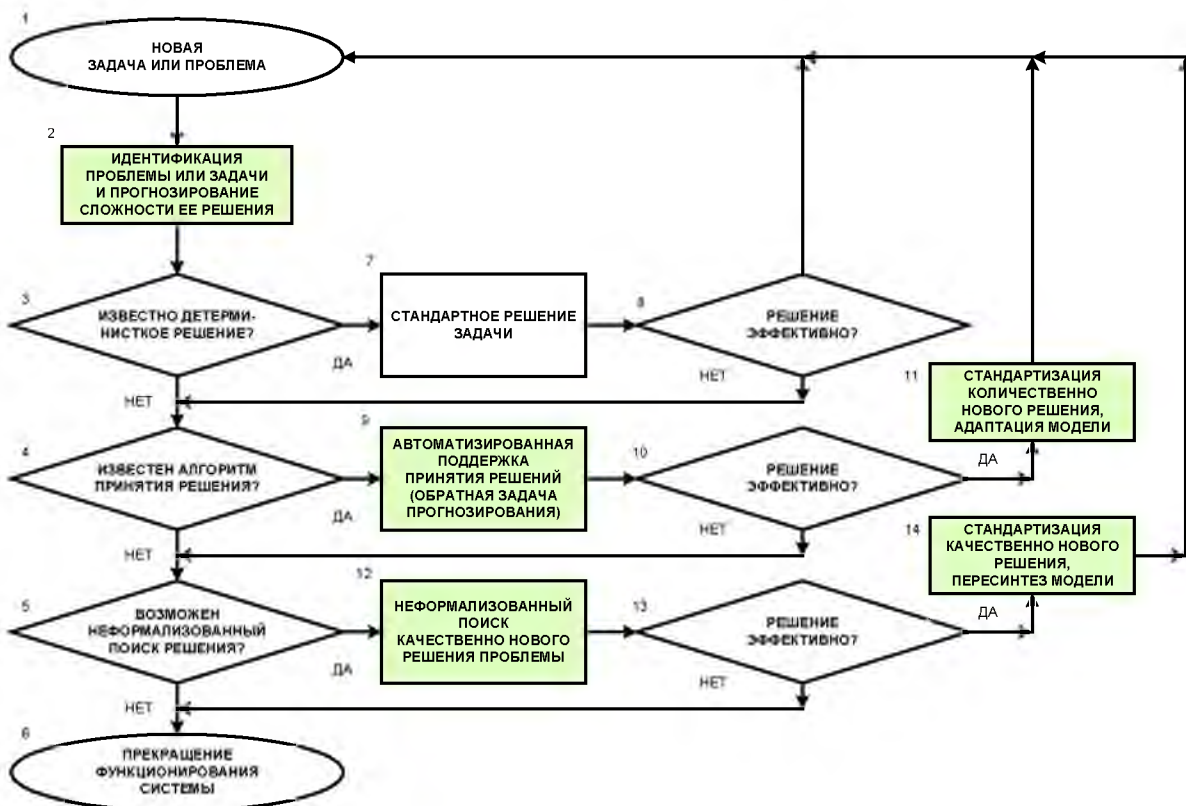 1
НОВАЯ
ЗАДАЧА ИЛИ ПРОБЛЕМА
2
ИДЕНТИФИКАЦИЯ
ПРОБЛЕМЫ ИЛИ ЗАДАЧИ
И ПРОГНОЗИРОВАНИЕ
СЛОЖНОСТИ ЕЕ РЕШЕНИЯ
3
ИЗВЕСТНО ДЕТЕРМИ-
НИСТКОЕ РЕШЕНИЕ?
ДА
НЕТ
7
СТАНДАРТНОЕ РЕШЕНИЕ
ЗАДАЧИ
8
РЕШЕНИЕ
ЭФФЕКТИВНО?
НЕТ
4
ИЗВЕСТЕН АЛГОРИТМ
ПРИНЯТИЯ РЕШЕНИЯ?
ДА
НЕТ
9
АВТОМАТИЗИРОВАННАЯ
ПОДДЕРЖКА
ПРИНЯТИЯ РЕШЕНИЙ
(ОБРАТНАЯ ЗАДАЧА
ПРОГНОЗИРОВАНИЯ)
10
РЕШЕНИЕ
ЭФФЕКТИВНО?
ДА
НЕТ
11
СТАНДАРТИЗАЦИЯ
КОЛИЧЕСТВЕННО
НОВОГО РЕШЕНИЯ,
АДАПТАЦИЯ МОДЕЛИ
5
ВОЗМОЖЕН
НЕФОРМАЛИЗОВАННЫЙ
ПОИСК РЕШЕНИЯ?
ДА
НЕТ
12
НЕФОРМАЛИЗОВАННЫЙ
ПОИСК
КАЧЕСТВЕННО НОВОГО
РЕШЕНИЯ ПРОБЛЕМЫ
13
РЕШЕНИЕ
ЭФФЕКТИВНО?
ДА
НЕТ
14
СТАНДАРТИЗАЦИЯ
КАЧЕСТВЕННО НОВОГО
РЕШЕНИЯ,
ПЕРЕСИНТЕЗ МОДЕЛИ
6
ПРЕКРАЩЕНИЕ
ФУНКЦИОНИРОВАНИЯ
СИСТЕМЫ